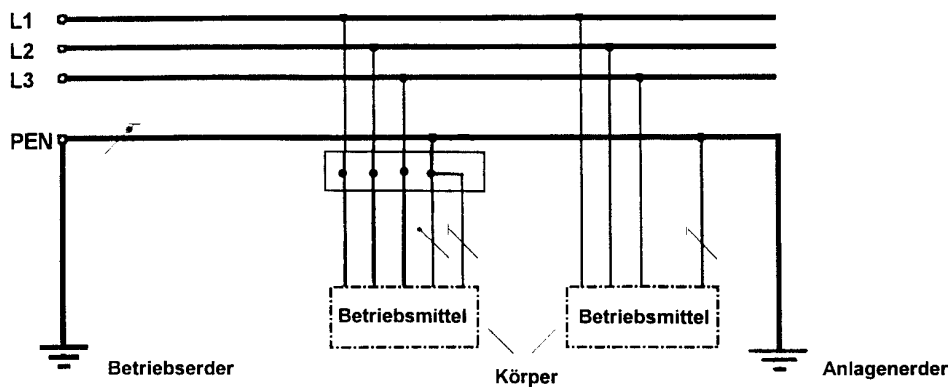 L1
L2
L3
PEN
Betriebsmittel
Betriebsmittel
Betriebserder
Körper
Anlagenerder